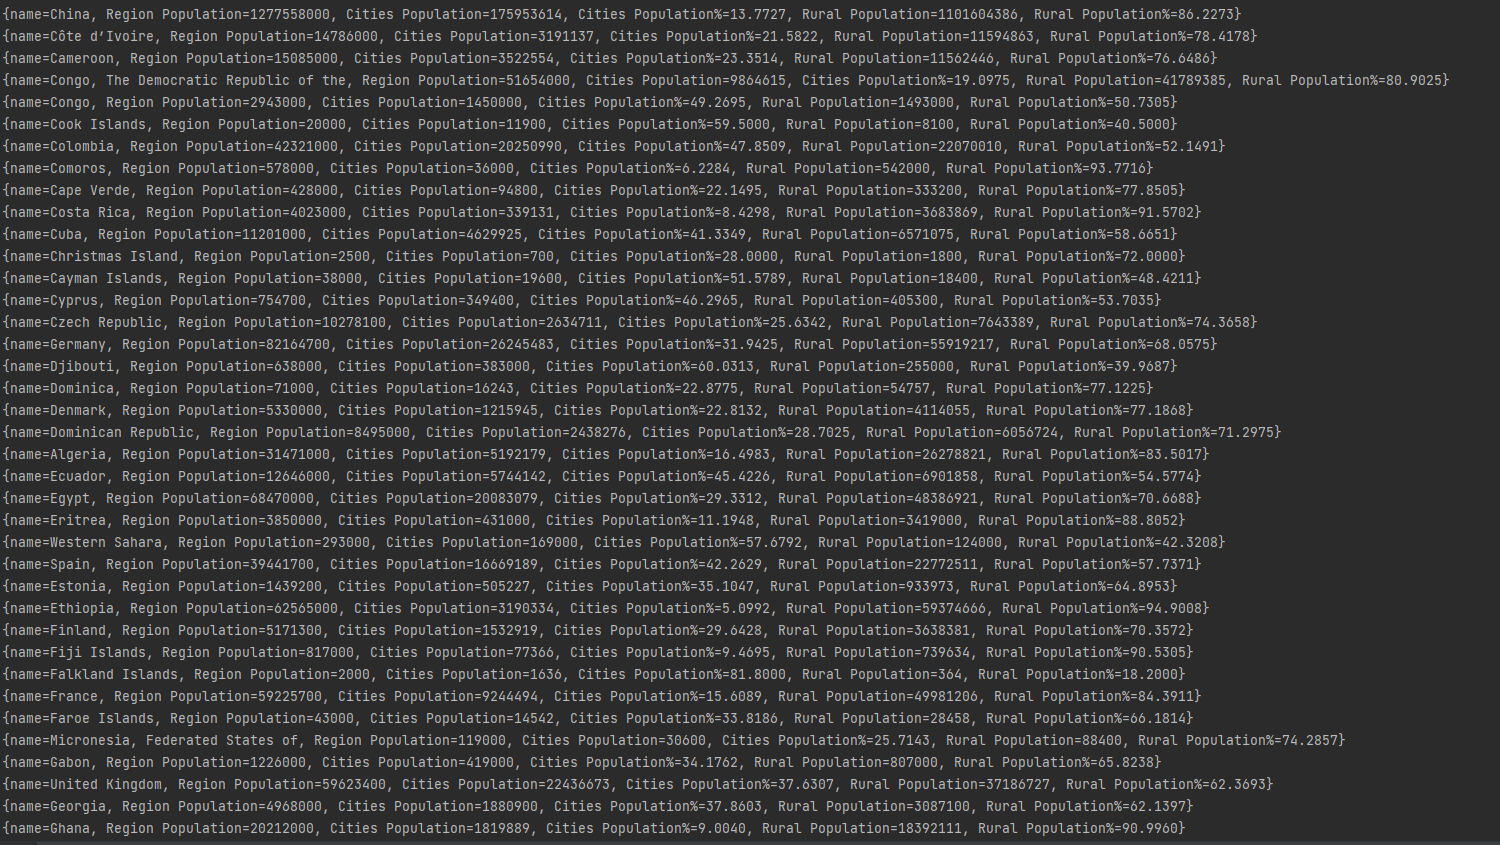 {name=China, Region Population=1277558000, Cities Population=175953614, Cities Population%=13.7727, Rural Population=1101604386, Rural Population%=86.2273}
{name=Côte d’Ivoire, Region Population=14786000, Cities Population=3191137, Cities Population%=21.5822, Rural Population=11594863, Rural Population%=78.4178}
{name=Cameroon, Region Population=15085000, Cities Population=3522554, Cities Population%=23.3514, Rural Population=11562446, Rural Population%=76.6486}
{name=Congo, The Democratic Republic of the, Region Population=51654000, Cities Population=9864615, Cities Population%=19.0975, Rural Population=41789385, Rural Population%=80.9025}
{name=Congo, Region Population=2943000, Cities Population=1450000, Cities Population%=49.2695, Rural Population=1493000, Rural Population%=50.7305}
{name=Cook Islands, Region Population=20000, Cities Population=11900, Cities Population%=59.5000, Rural Population=8100, Rural Population%=40.5000}
{name=Colombia, Region Population=42321000, Cities Population=20250990, Cities Population%=47.8509, Rural Population=22070010, Rural Population%=52.1491}
{name=Comoros, Region Population=578000, Cities Population=36000, Cities Population%=6.2284, Rural Population=542000, Rural Population%=93.7716}
{name=Cape Verde, Region Population=428000, Cities Population=94800, Cities Population%=22.1495, Rural Population=333200, Rural Population%=77.8505}
{name=Costa Rica, Region Population=4023000, Cities Population=339131, Cities Population%=8.4298, Rural Population=3683869, Rural Population%=91.5702}
{name=Cuba, Region Population=11201000, Cities Population=4629925, Cities Population%=41.3349, Rural Population=6571075, Rural Population%=58.6651}
{name=Christmas Island, Region Population=2500, Cities Population=700, Cities Population%=28.0000, Rural Population=1800, Rural Population%=72.0000}
{name=Cayman Islands, Region Population=38000, Cities Population=19600, Cities Population%=51.5789, Rural Population=18400, Rural Population%=48.4211}
{name=Cyprus, Region Population=754700, Cities Population=349400, Cities Population%=46.2965, Rural Population=405300, Rural Population%=53.7035}
{name=Czech Republic, Region Population=10278100, Cities Population=2634711, Cities Population%=25.6342, Rural Population=7643389, Rural Population%=74.3658}
{name=Germany, Region Population=82164700, Cities Population=26245483, Cities Population%=31.9425, Rural Population=55919217, Rural Population%=68.0575}
{name=Djibouti, Region Population=638000, Cities Population=383000, Cities Population%=60.0313, Rural Population=255000, Rural Population%=39.9687}
{name=Dominica, Region Population=71000, Cities Population=16243, Cities Population%=22.8775, Rural Population=54757, Rural Population%=77.1225}
{name=Denmark, Region Population=5330000, Cities Population=1215945, Cities Population%=22.8132, Rural Population=4114055, Rural Population%=77.1868}
{name=Dominican Republic, Region Population=8495000, Cities Population=2438276, Cities Population%=28.7025, Rural Population=6056724, Rural Population%=71.2975}
{name=Algeria, Region Population=31471000, Cities Population=5192179, Cities Population%=16.4983, Rural Population=26278821, Rural Population%=83.5017}
{name=Ecuador, Region Population=12646000, Cities Population=5744142, Cities Population%=45.4226, Rural Population=6901858, Rural Population%=54.5774}
{name=Egypt, Region Population=68470000, Cities Population=20083079, Cities Population%=29.3312, Rural Population=48386921, Rural Population%=70.6688}
{name=Eritrea, Region Population=3850000, Cities Population=431000, Cities Population%=11.1948, Rural Population=3419000, Rural Population%=88.8052}
{name=Western Sahara, Region Population=293000, Cities Population=169000, Cities Population%=57.6792, Rural Population=124000, Rural Population%=42.3208}
{name=Spain, Region Population=39441700, Cities Population=16669189, Cities Population%=42.2629, Rural Population=22772511, Rural Population%=57.7371}
{name=Estonia, Region Population=1439200, Cities Population=505227, Cities Population%=35.1047, Rural Population=933973, Rural Population%=64.8953}
{name=Ethiopia, Region Population=62565000, Cities Population=3190334, Cities Population%=5.0992, Rural Population=59374666, Rural Population%=94.9008}
{name=Finland, Region Population=5171300, Cities Population=1532919, Cities Population%=29.6428, Rural Population=3638381, Rural Population%=70.3572}
{name=Fiji Islands, Region Population=817000, Cities Population=77366, Cities Population%=9.4695, Rural Population=739634, Rural Population%=90.5305}
{name=Falkland Islands, Region Population=2000, Cities Population=1636, Cities Population%=81.8000, Rural Population=364, Rural Population%=18.2000}
{name=France, Region Population=59225700, Cities Population=9244494, Cities Population%=15.6089, Rural Population=49981206, Rural Population%=84.3911}
{name=Faroe Islands, Region Population=43000, Cities Population=14542, Cities Population%=33.8186, Rural Population=28458, Rural Population%=66.1814}
{name=Micronesia, Federated States of, Region Population=119000, Cities Population=30600, Cities Population%=25.7143, Rural Population=88400, Rural Population%=74.2857}
{name=Gabon, Region Population=1226000, Cities Population=419000, Cities Population%=34.1762, Rural Population=807000, Rural Population%=65.8238}
{name=United Kingdom, Region Population=59623400, Cities Population=22436673, Cities Population%=37.6307, Rural Population=37186727, Rural Population%=62.3693}
{name=Georgia, Region Population=4968000, Cities Population=1880900, Cities Population%=37.8603, Rural Population=3087100, Rural Population%=62.1397}
{name=Ghana, Region Population=20212000, Cities Population=1819889, Cities Population%=9.0040, Rural Population=18392111, Rural Population%=90.9960}